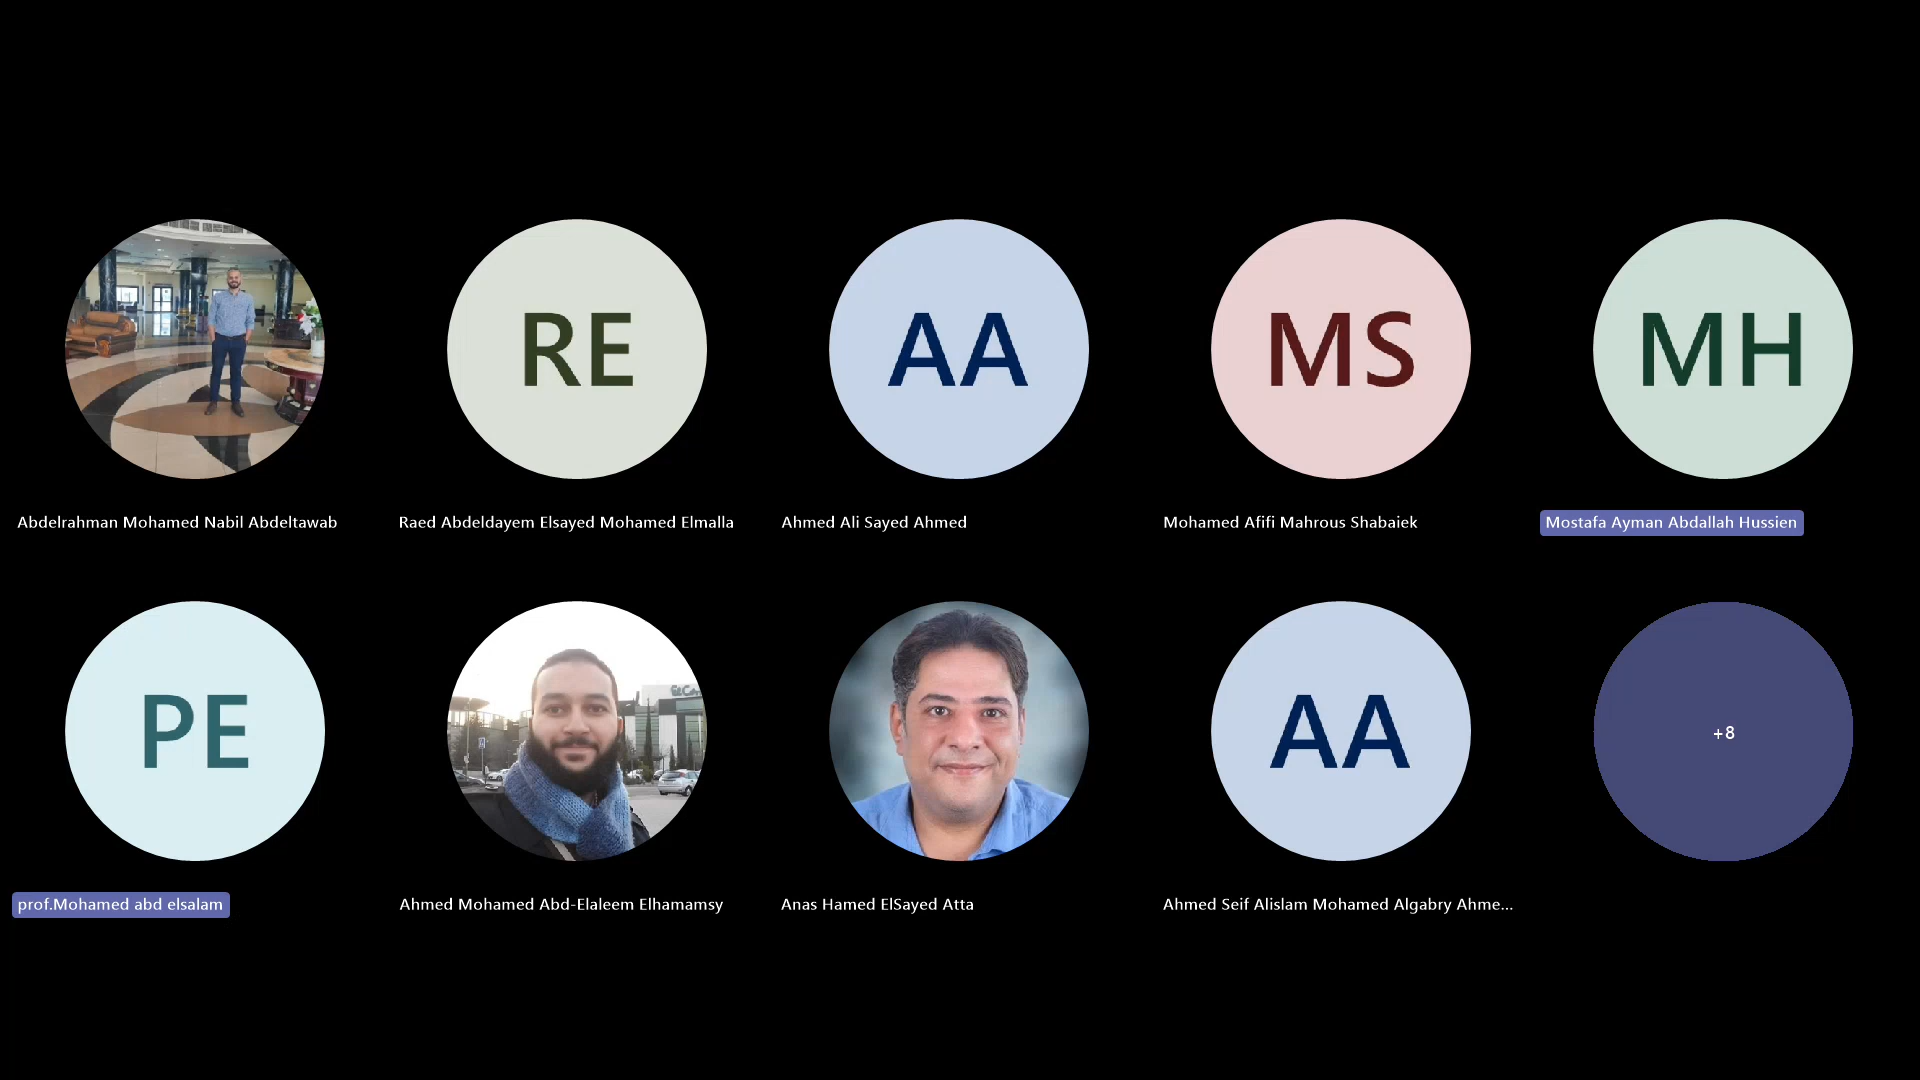 RE
AA
MS
MH
Abdelrahman Mohamed Nabil Abdeltawab
Raed Abdeldayem Elsayed Mohamed Elmalla
Ahmed Ali Sayed Ahmed
Mohamed Afifi Mahrous Shabaiek
Mostafa Ayman Abdallah Hussien
PE
AA
+8
prof.Mohamed abd elsalam
Ahmed Mohamed Abd-Elaleem Elhamamsy
Anas Hamed ElSayed Atta
Ahmed Seif Alislam Mohamed Algabry Ahme...